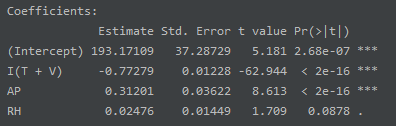 Coefficients:
Estimate Std. Error t value Pr(>|t|)
(Intercept) 193.17109 37.28729 5.181 2.68e-07 ***
I(T + V) -0.77279 0.01228 -62.944 < 2e-16 ***
AP 0.31201 0.03622 8.613 < 2e-16 ***
RH 0.02476 0.01449 1.709 0.0878 .